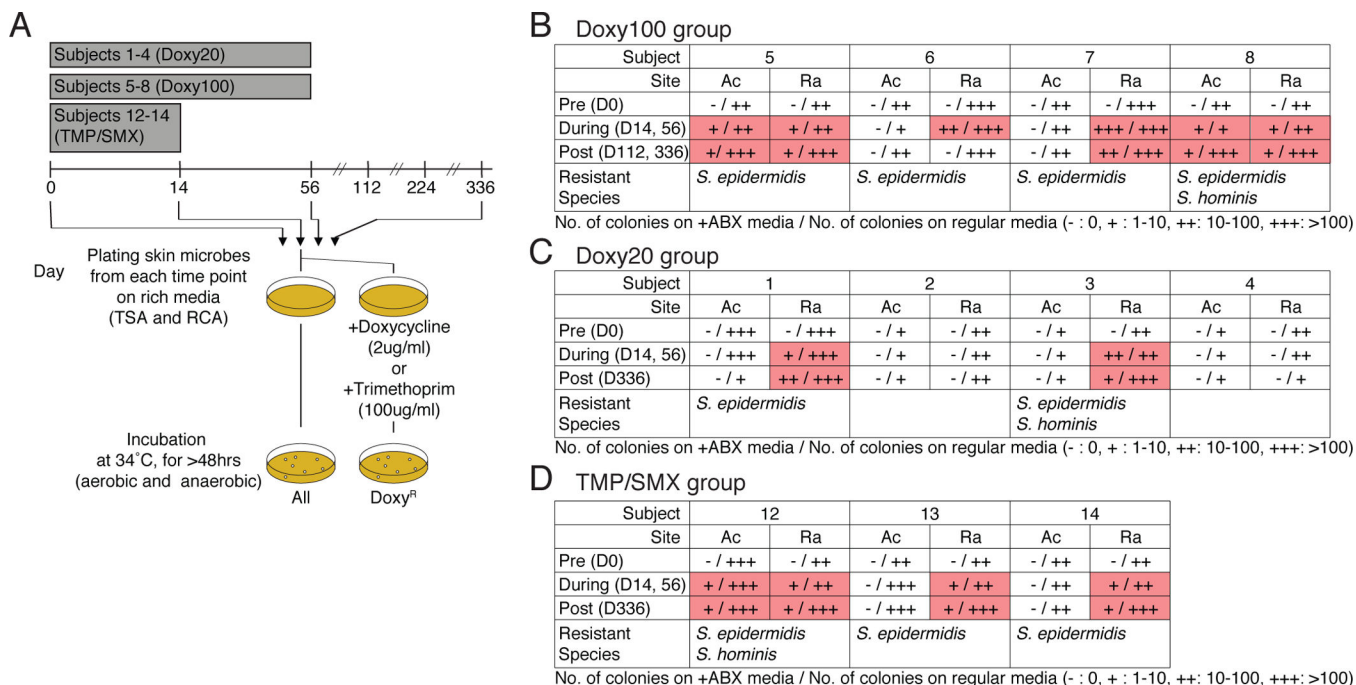 A
Subjects 1-4 (Doxy20)
Subjects 5-8 (Doxy100)
Subjects 12-14
(TMP/SMX)
0 14 56 112 224 336
Day
Plating skin microbes
from each time point
on rich media
(TSA and RCA)
+Doxycycline
(2ug/ml)
or
+Trimethoprim
(100ug/ml)
Incubation
at 34˚C, for >48hrs
(aerobic and anaerobic)
All Doxyᴿ
B Doxy100 group
Subject 5 6 7 8
Site Ac Ra Ac Ra Ac Ra Ac Ra
Pre (D0) - / ++ - / ++ - / ++ - / +++ - / ++ - / +++ - / ++ - / ++
During (D14, 56) + / ++ + / ++ - / + ++ / +++ - / ++ +++ / +++ + / + + / ++
Post (D112, 336) +/ +++ + / +++ - / ++ - / +++ - / ++ ++ / +++ + / +++ + / +++
Resistant S. epidermidis S. epidermidis S. epidermidis S. epidermidis
Species S. hominis
No. of colonies on +ABX media / No. of colonies on regular media (- : 0, + : 1-10, ++: 10-100, +++: >100)
C Doxy20 group
Subject 1 2 3 4
Site Ac Ra Ac Ra Ac Ra Ac Ra
Pre (D0) - / +++ - / +++ - / + - / ++ - / + - / ++ - / + - / ++
During (D14, 56) - / +++ + / +++ - / + - / ++ - / + ++ / ++ - / + - / ++
Post (D336) - / + ++ / +++ - / + - / ++ - / + + / +++ - / + - / +
Resistant S. epidermidis S. epidermidis
Species S. hominis
No. of colonies on +ABX media / No. of colonies on regular media (- : 0, + : 1-10, ++: 10-100, +++: >100)
D TMP/SMX group
Subject 12 13 14
Site Ac Ra Ac Ra Ac Ra
Pre (D0) - / +++ - / ++ - / ++ - / ++ - / ++ - / ++
During (D14, 56) + / +++ + / ++ - / +++ + / ++ - / ++ + / ++
Post (D336) + / +++ + / +++ - / +++ + / +++ - / ++ + / +++
Resistant S. epidermidis S. epidermidis S. epidermidis
Species S. hominis
No. of colonies on +ABX media / No. of colonies on regular media (- : 0, + : 1-10, ++: 10-100, +++: >100)